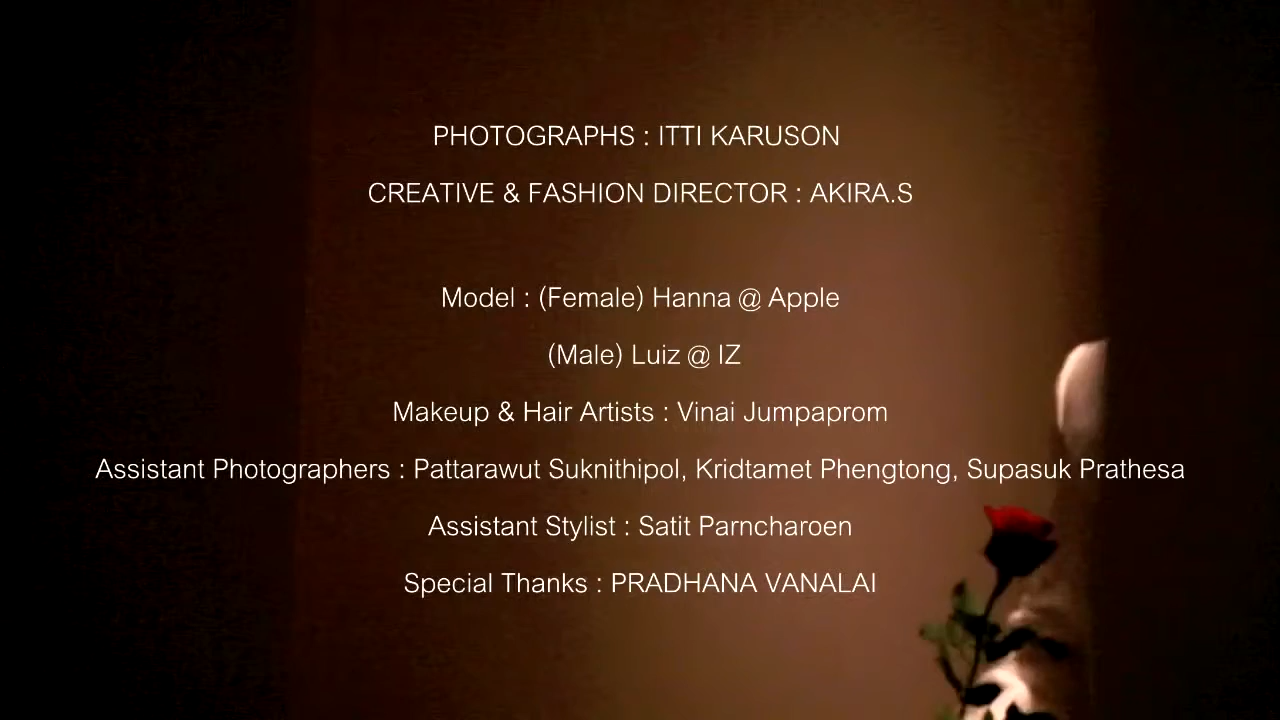 PHOTOGRAPHS : ITTI KARUSON
CREATIVE & FASHION DIRECTOR : AKIRA.S
Model : (Female) Hanna @ Apple
(Male) Luiz @ IZ
Makeup & Hair Artists : Vinai Jumpaprom
Assistant Photographers : Pattarawut Suknithipol, Kridtamet Phengtong, Supasuk Prathesa
Assistant Stylist : Satit Parncharoen
Special Thanks : PRADHANA VANALAI